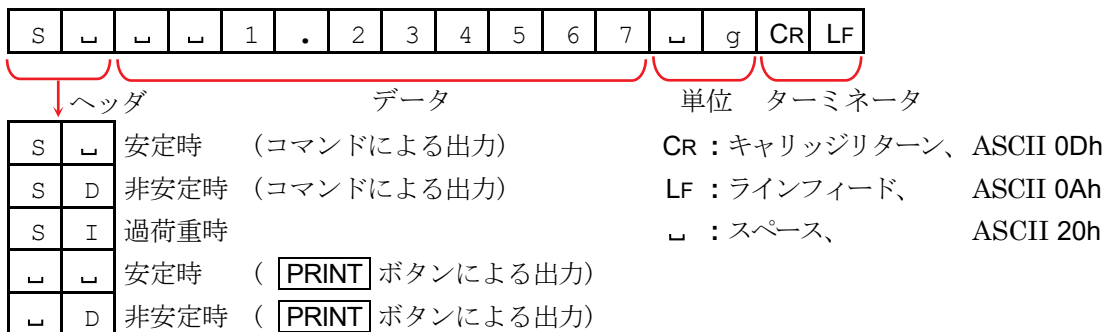 S ␣ ␣ ␣ 1 . 2 3 4 5 6 7 ␣ g CR LF
ヘッダ データ 単位 ターミネータ
S ␣ 安定時 (コマンドによる出力) CR :キャリッジリターン、 ASCII 0Dh
S D 非安定時 (コマンドによる出力) LF :ラインフィード、 ASCII 0Ah
S I 過荷重時 ␣ :スペース、 ASCII 20h
␣ ␣ 安定時 ( PRINT ボタンによる出力)
␣ D 非安定時 ( PRINT ボタンによる出力)